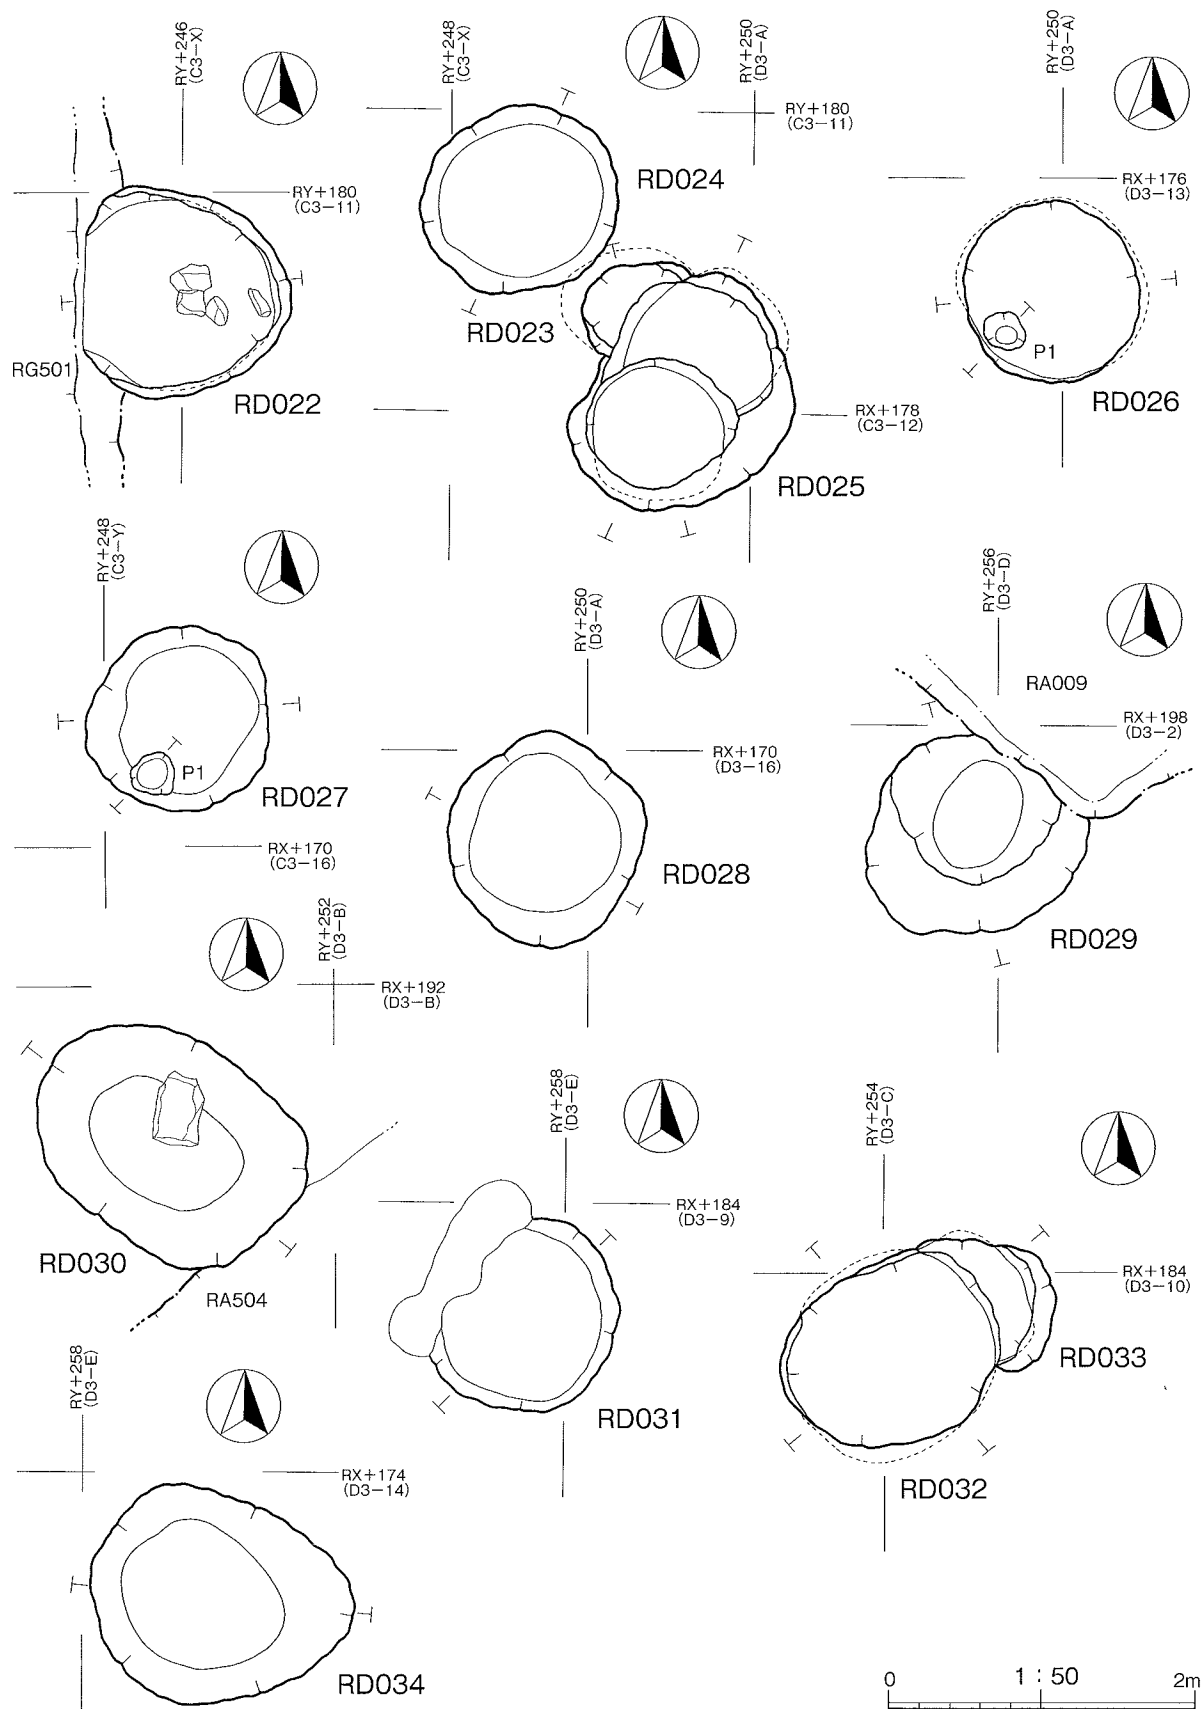 RY+246
(C3-X)
RY+180
(C3-11)
RG501
RD022
RY+248
(C3-X)
RY+250
(D3-A)
RY+180
(C3-11)
RD024
RD023
RX+178
(C3-12)
RD025
RY+250
(D3-A)
RX+176
(D3-13)
P1
RD026
RY+248
(C3-Y)
P1
RD027
RX+170
(C3-16)
RY+250
(D3-A)
RX+170
(D3-16)
RD028
RY+256
(D3-D)
RA009
RX+198
(D3-2)
RD029
RY+252
(D3-B)
RX+192
(D3-B)
RD030
RA504
RY+258
(D3-E)
RX+184
(D3-9)
RD031
RY+254
(D3-C)
RX+184
(D3-10)
RD033
RD032
RY+258
(D3-E)
RX+174
(D3-14)
RD034
0 1 : 50 2m